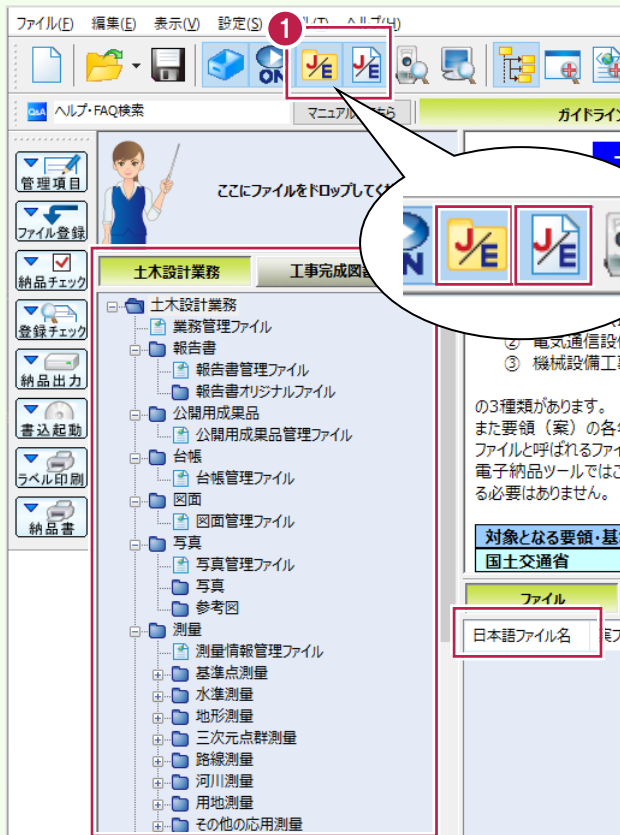 ファイル(F) 編集(E) 表示(V) 設定(S) ヘルプ(H)
1
ON J/E J/E
Q&A ヘルプ・FAQ検索 マニュアル ガイドライン
管理項目
ここにファイルをドロップしてく
ファイル登録
J/E J/E
納品チェック
土木設計業務 工事完成図書
登録チェック
納品出力
書込起動
ラベル印刷
納品書
土木設計業務
業務管理ファイル
報告書
報告書管理ファイル
報告書オリジナルファイル
公開用成果品
公開用成果品管理ファイル
台帳
台帳管理ファイル
図面
図面管理ファイル
写真
写真管理ファイル
写真
参考図
測量
測量情報管理ファイル
基準点測量
水準測量
地形測量
三次元点群測量
路線測量
河川測量
用地測量
その他の応用測量
② 電気通信設
③ 機械設備工
の3種類があります。
また要領(案)の各
ファイルと呼ばれるファイ
電子納品ツールではこ
る必要はありません。
対象となる要領・基
国土交通省
ファイル
日本語ファイル名